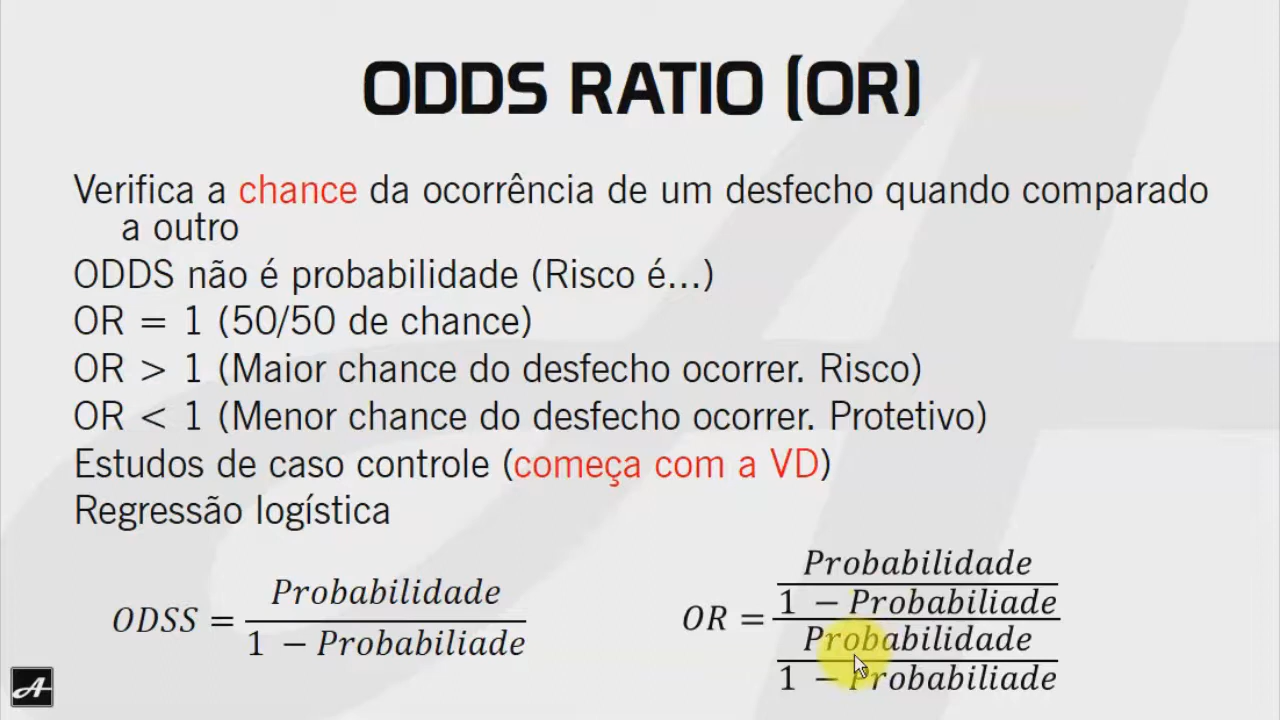 ODDS RATIO (OR)
Verifica a chance da ocorrência de um desfecho quando comparado
a outro
ODDS não é probabilidade (Risco é...)
OR = 1 (50/50 de chance)
OR > 1 (Maior chance do desfecho ocorrer. Risco)
OR < 1 (Menor chance do desfecho ocorrer. Protetivo)
Estudos de caso controle (começa com a VD)
Regressão logística
Probabilidade
ODSS =
1 − Probabiliade
Probabilidade
1 − Probabiliade
OR =
Probabilidade
1 − Probabiliade
A